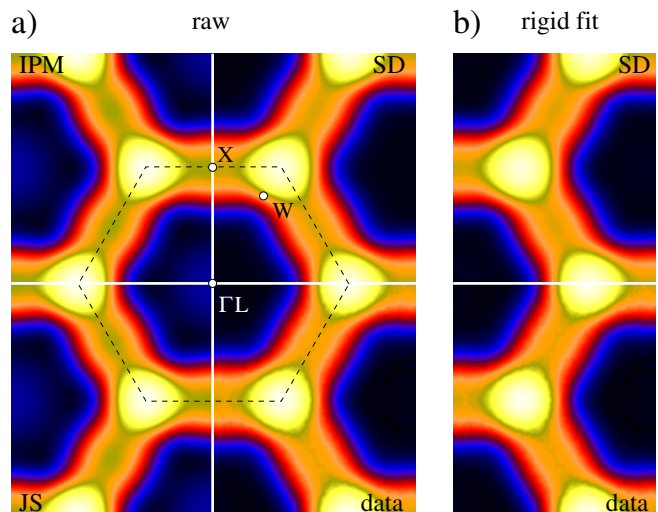 a) raw
b) rigid fit
IPM SD
SD
X
W
ΓL
JS data
data